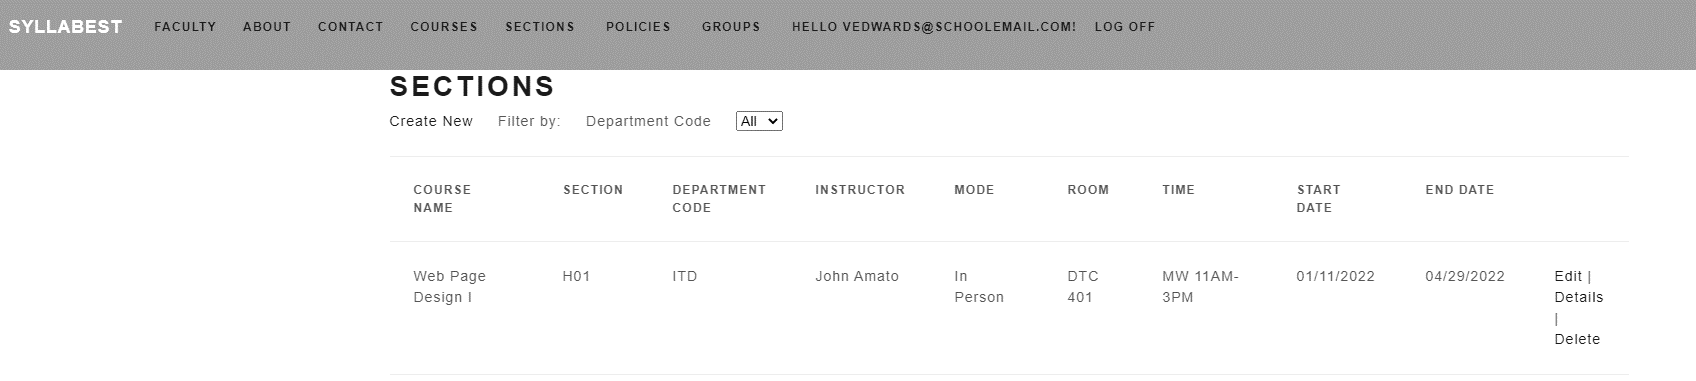 SYLLABEST FACULTY ABOUT CONTACT COURSES SECTIONS POLICIES GROUPS HELLO VEDWARDS@SCHOOLEMAIL.COM! LOG OFF
SECTIONS
Create New Filter by: Department Code All
COURSE NAME SECTION DEPARTMENT CODE INSTRUCTOR MODE ROOM TIME START DATE END DATE
Web Page Design I H01 ITD John Amato In Person DTC 401 MW 11AM-3PM 01/11/2022 04/29/2022 Edit | Details | Delete